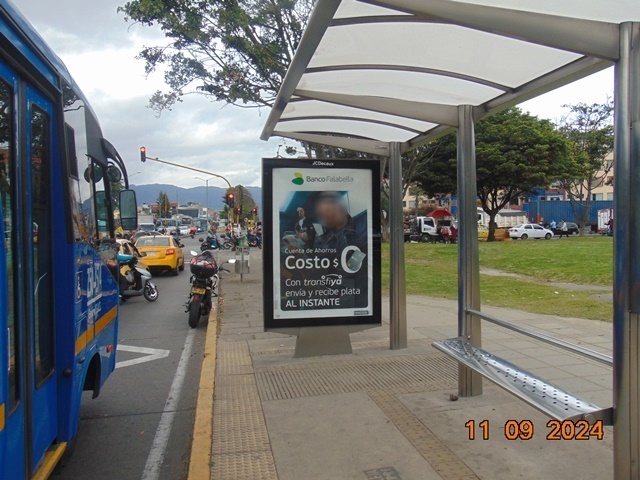 JCDecaux
Banco Falabella
Cuenta de Ahorros
Costo $0
Con transfiya
envía y recibe plata
AL INSTANTE
11 09 2024